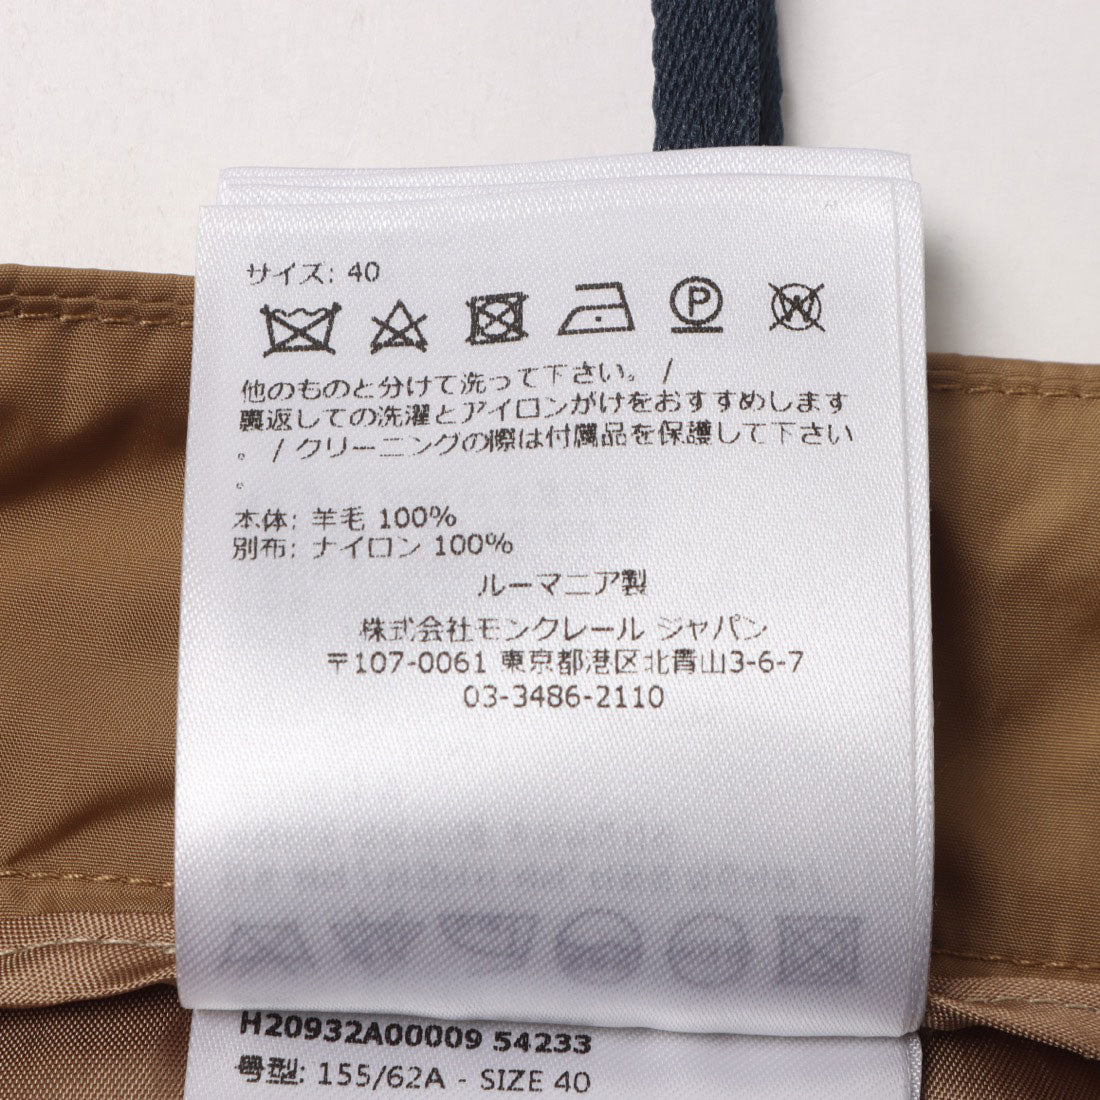 サイズ: 40
P
W
他のものと分けて洗って下さい。 /
裏返しての洗濯とアイロンがけをおすすめします
。 / クリーニングの際は付属品を保護して下さい
。
本体: 羊毛 100%
別布: ナイロン 100%
ルーマニア製
株式会社モンクレール ジャパン
〒107-0061 東京都港区北青山3-6-7
03-3486-2110
H20932A00009 54233
号型: 155/62A - SIZE 40